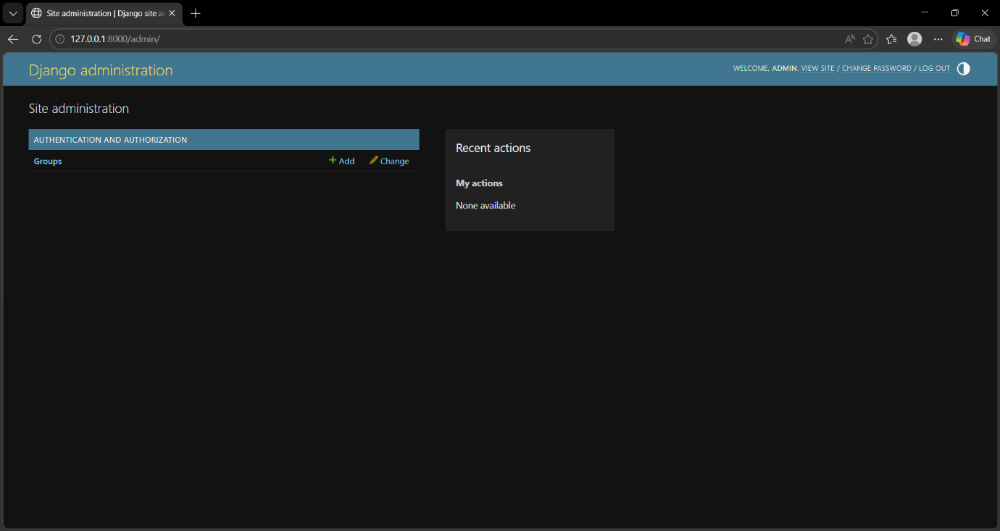 Site administration | Django site a
127.0.0.1:8000/admin/
Chat
Django administration
WELCOME, ADMIN. VIEW SITE / CHANGE PASSWORD / LOG OUT
Site administration
AUTHENTICATION AND AUTHORIZATION
Groups
Add
Change
Recent actions
My actions
None available